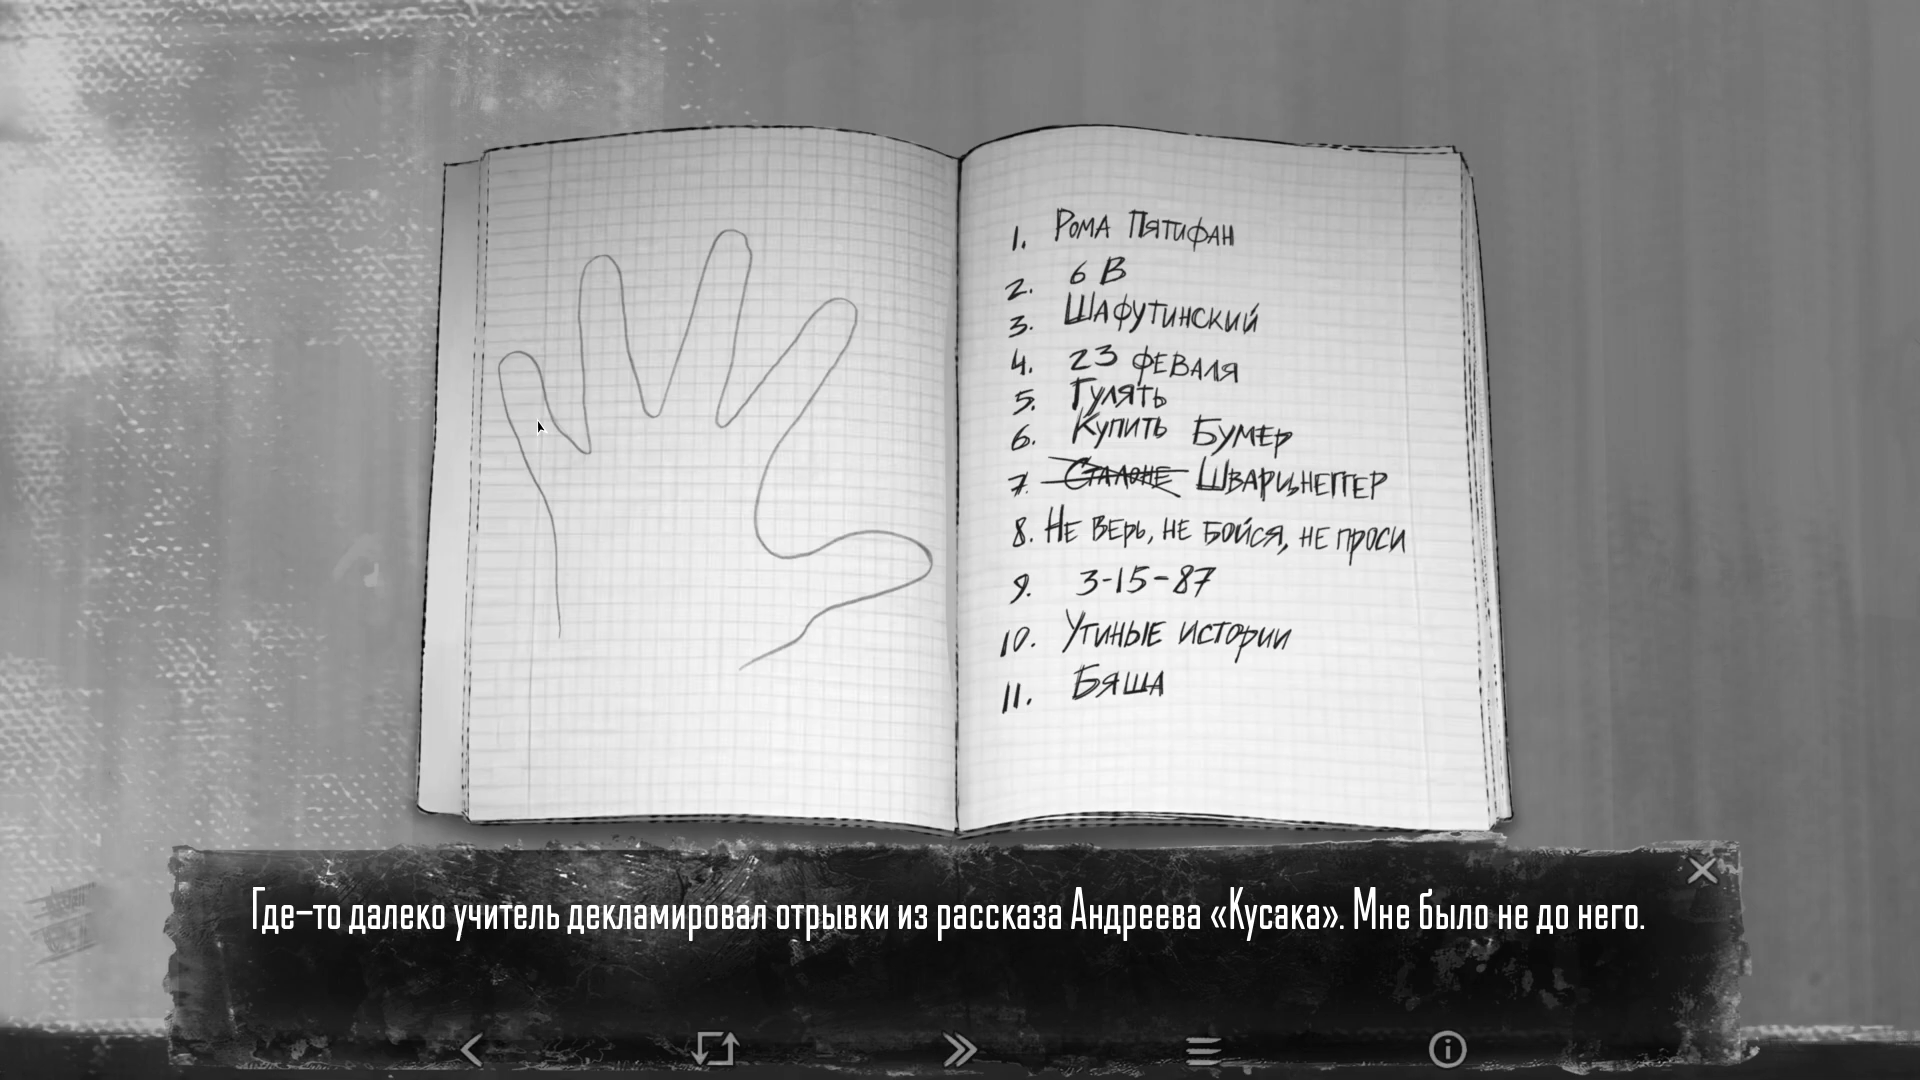 1. Рома Пятифан
2. 6 В
3. Шафутинский
4. 23 феваля
5. Гулять
6. Купить Бумер
7. Сталоне Шварцнеггер
8. Не верь, не бойся, не проси
9. 3-15-87
10. Утиные истории
11. Бяша
Где-то далеко учитель декламировал отрывки из рассказа Андреева «Кусака». Мне было не до него.